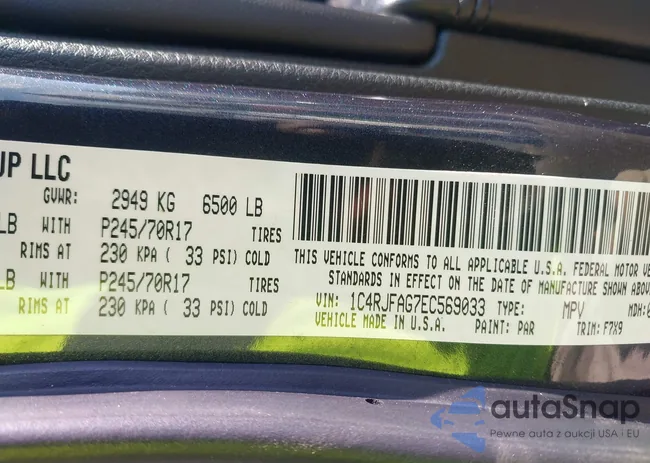 UP LLC
GVWR: 2949 KG 6500 LB
LB WITH P245/70R17 TIRES
RIMS AT 230 KPA ( 33 PSI) COLD
LB WITH P245/70R17 TIRES
RIMS AT 230 KPA ( 33 PSI) COLD
THIS VEHICLE CONFORMS TO ALL APPLICABLE U.S.A. FEDERAL MOTOR VE
STANDARDS IN EFFECT ON THE DATE OF MANUFACTURE SHOWN ABOV
VIN: 1C4RJFAG7EC569033 TYPE: MPV MDH:0
VEHICLE MADE IN U.S.A. PAINT: PAR TRIM: F7X9
autaSnap
Pewne auta z aukcji USA i EU